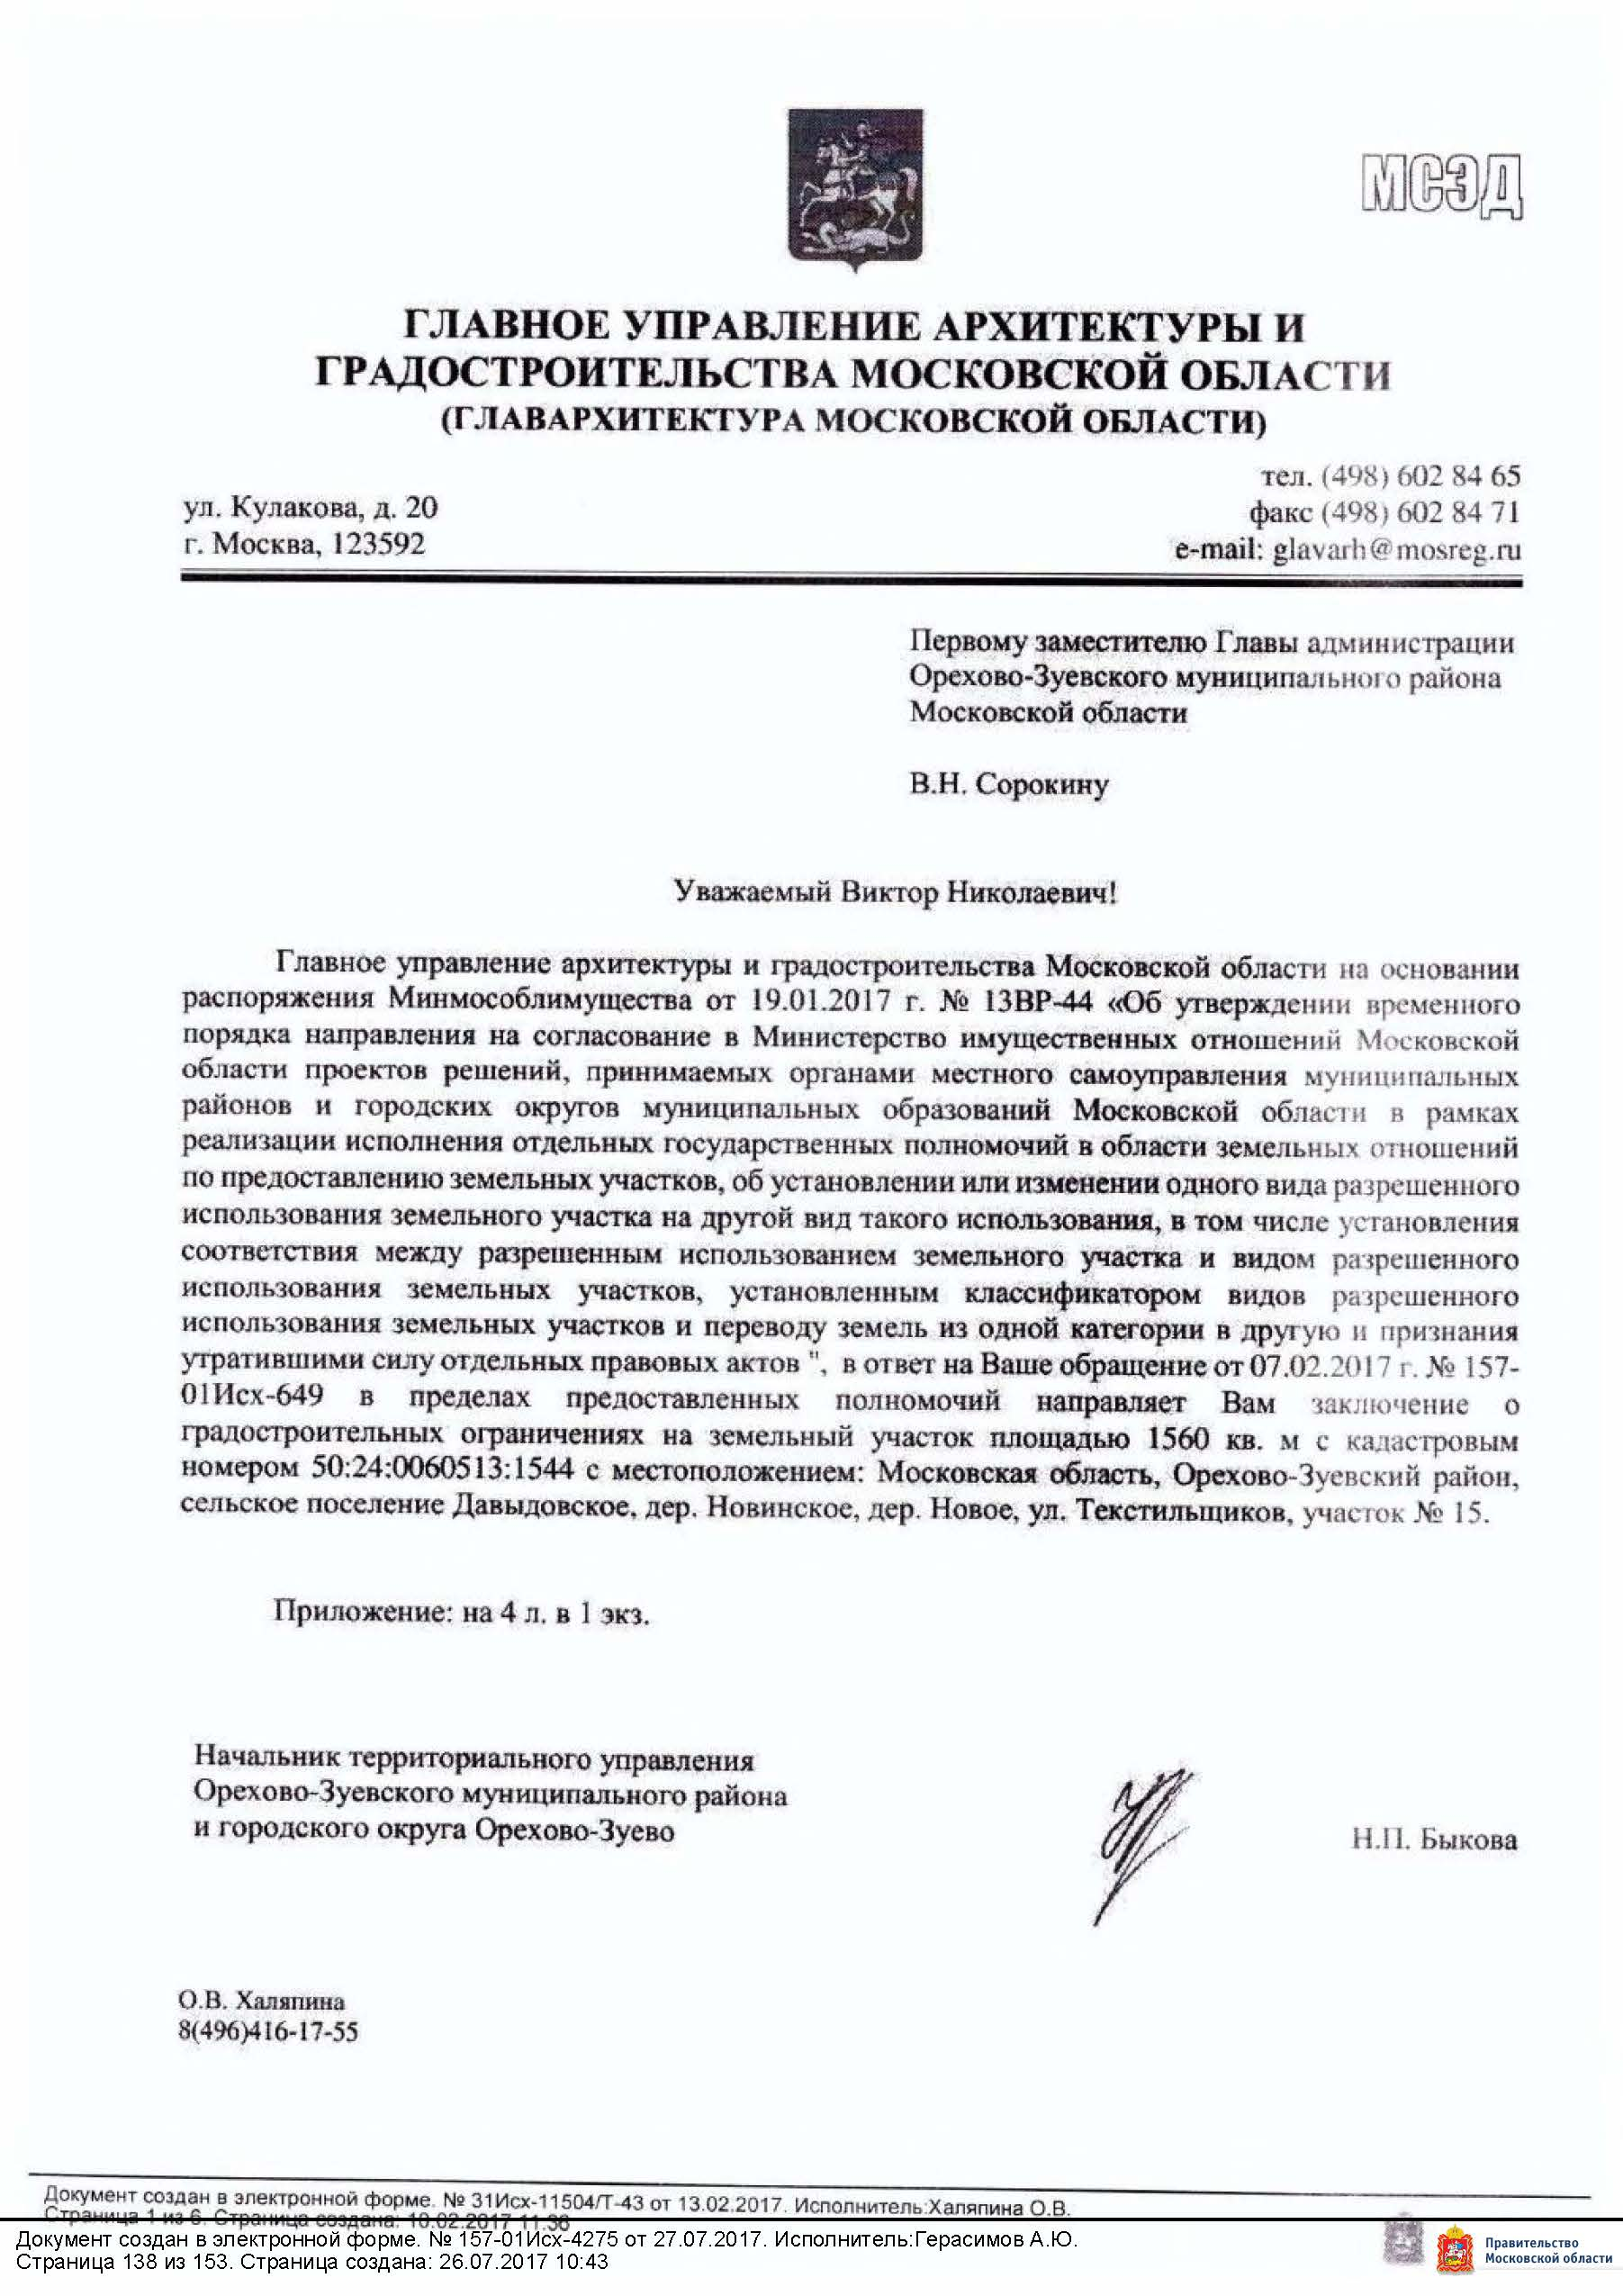 МСЭД
ГЛАВНОЕ УПРАВЛЕНИЕ АРХИТЕКТУРЫ И
ГРАДОСТРОИТЕЛЬСТВА МОСКОВСКОЙ ОБЛАСТИ
(ГЛАВАРХИТЕКТУРА МОСКОВСКОЙ ОБЛАСТИ)
ул. Кулакова, д. 20
г. Москва, 123592
тел. (498) 602 84 65
факс (498) 602 84 71
e-mail: glavarh@mosreg.ru
Первому заместителю Главы администрации
Орехово-Зуевского муниципального района
Московской области
В.Н. Сорокину
Уважаемый Виктор Николаевич!
Главное управление архитектуры и градостроительства Московской области на основании
распоряжения Минмособлимущества от 19.01.2017 г. № 13ВР-44 «Об утверждении временного
порядка направления на согласование в Министерство имущественных отношений Московской
области проектов решений, принимаемых органами местного самоуправления муниципальных
районов и городских округов муниципальных образований Московской области в рамках
реализации исполнения отдельных государственных полномочий в области земельных отношений
по предоставлению земельных участков, об установлении или изменении одного вида разрешенного
использования земельного участка на другой вид такого использования, в том числе установления
соответствия между разрешенным использованием земельного участка и видом разрешенного
использования земельных участков, установленным классификатором видов разрешенного
использования земельных участков и переводу земель из одной категории в другую и признания
утратившими силу отдельных правовых актов ", в ответ на Ваше обращение от 07.02.2017 г. № 157-
01Исх-649 в пределах предоставленных полномочий направляет Вам заключение о
градостроительных ограничениях на земельный участок площадью 1560 кв. м с кадастровым
номером 50:24:0060513:1544 с местоположением: Московская область, Орехово-Зуевский район,
сельское поселение Давыдовское, дер. Новинское, дер. Новое, ул. Текстильщиков, участок № 15.
Приложение: на 4 л. в 1 экз.
Начальник территориального управления
Орехово-Зуевского муниципального района
и городского округа Орехово-Зуево
Н.П. Быкова
О.В. Халяпина
8(496)416-17-55
Документ создан в электронной форме. № 31Исх-11504/Т-43 от 13.02.2017. Исполнитель:Халяпина О.В.
Страница 1 из 6. Страница создана: 10.02.2017 11:36
Документ создан в электронной форме. № 157-01Исх-4275 от 27.07.2017. Исполнитель:Герасимов А.Ю.
Страница 138 из 153. Страница создана: 26.07.2017 10:43
Правительство
Московской области